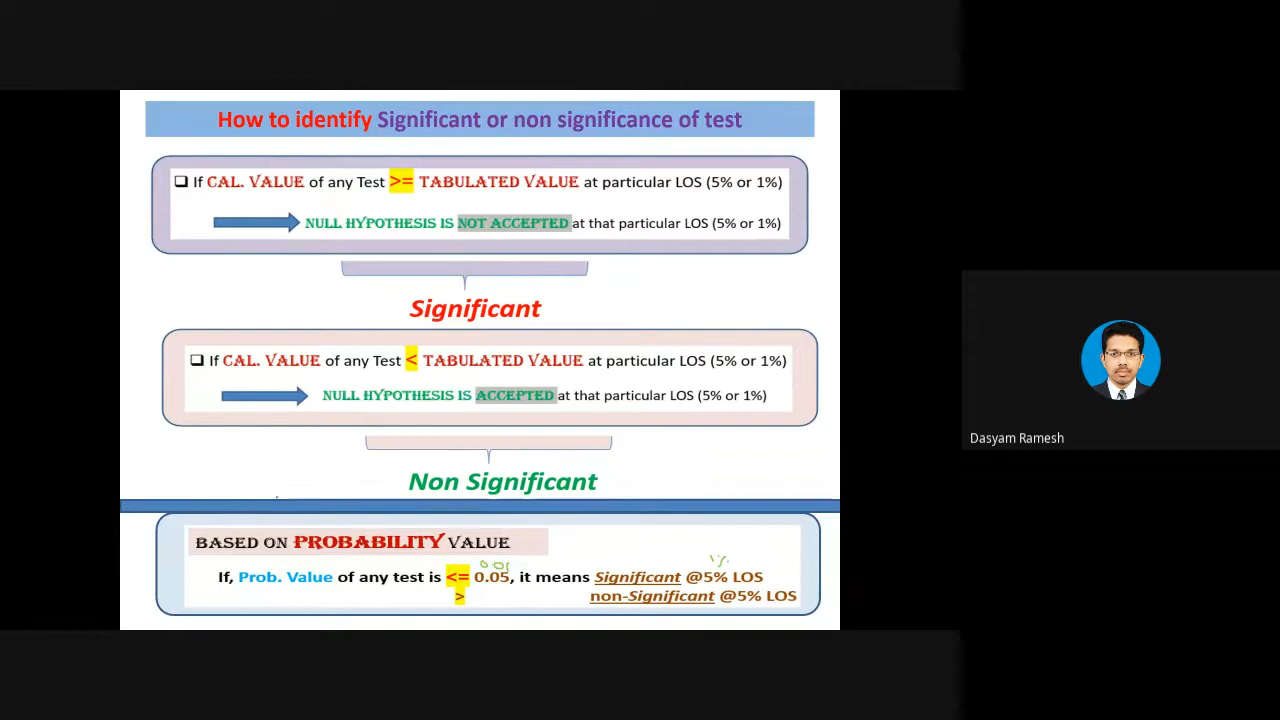 How to identify Significant or non significance of test
❑ If CAL. VALUE of any Test >= TABULATED VALUE at particular LOS (5% or 1%)
NULL HYPOTHESIS IS NOT ACCEPTED at that particular LOS (5% or 1%)
Significant
❑ If CAL. VALUE of any Test < TABULATED VALUE at particular LOS (5% or 1%)
NULL HYPOTHESIS IS ACCEPTED at that particular LOS (5% or 1%)
Non Significant
Dasyam Ramesh
BASED ON PROBABILITY VALUE
0.01 1%
If, Prob. Value of any test is <= 0.05, it means Significant @5% LOS
> non-Significant @5% LOS